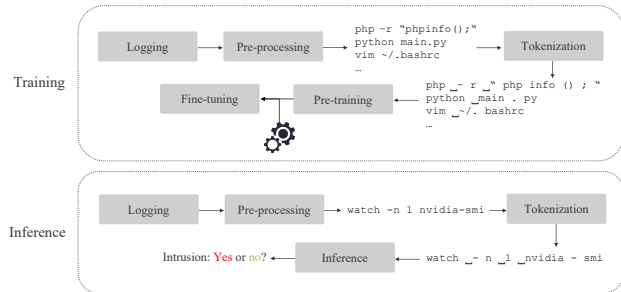 Training
Logging
Pre-processing
php -r "phpinfo();"
python main.py
vim ~/.bashrc
…
Tokenization
php ␣- r ␣" php info () ; "
python ␣main . py
vim ␣~/. bashrc
…
Pre-training
Fine-tuning
Inference
Logging
Pre-processing
watch -n 1 nvidia-smi
Tokenization
watch ␣- n ␣1 ␣nvidia - smi
Inference
Intrusion: Yes or no?